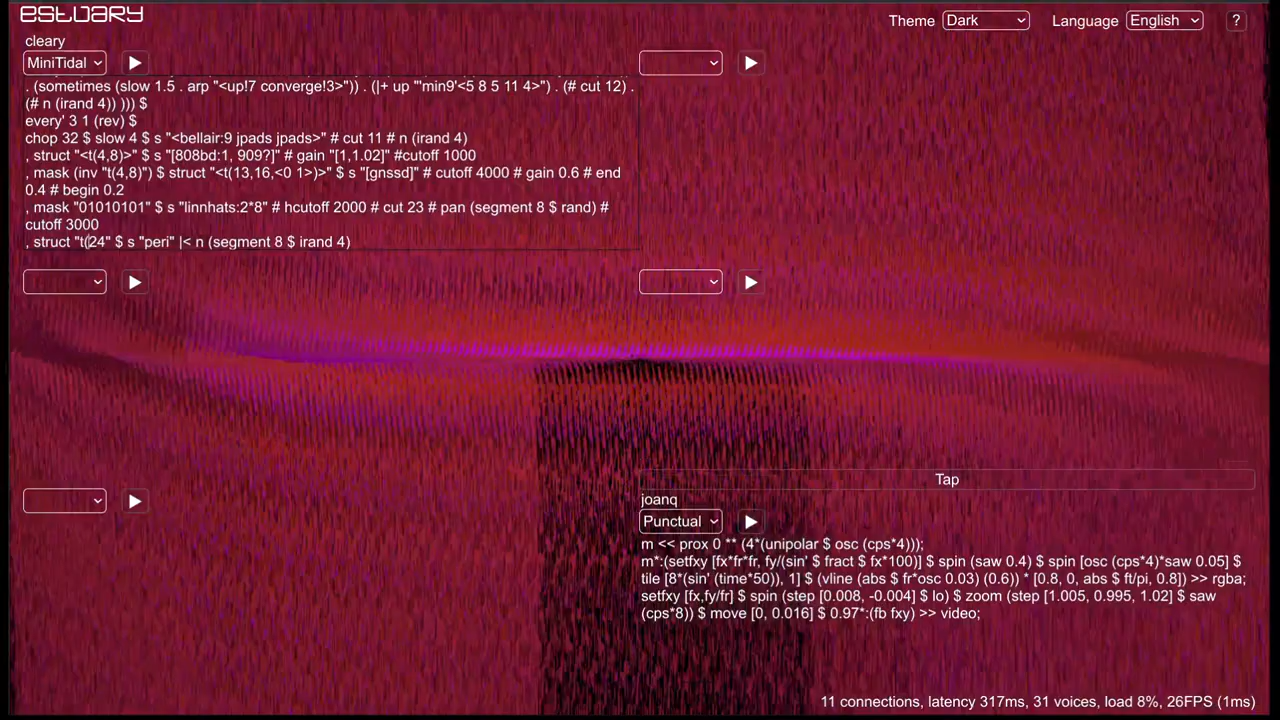 estuary
Theme Dark Language English ?
cleary
MiniTidal
. (sometimes (slow 1.5 . arp "<up!7 converge!3>")) . (|+ up "'min9'<5 8 5 11 4>") . (# cut 12) .
(# n (irand 4)) ))) $
every' 3 1 (rev) $
chop 32 $ slow 4 $ s "<bellair:9 jpads jpads>" # cut 11 # n (irand 4)
, struct "<t(4,8)>" $ s "[808bd:1, 909?]" # gain "[1,1.02]" #cutoff 1000
, mask (inv "t(4,8)") $ struct "<t(13,16,<0 1>)>" $ s "[gnssd]" # cutoff 4000 # gain 0.6 # end
0.4 # begin 0.2
, mask "01010101" $ s "linnhats:2*8" # hcutoff 2000 # cut 23 # pan (segment 8 $ rand) #
cutoff 3000
, struct "t(24" $ s "peri" |< n (segment 8 $ irand 4)
Tap
joanq
Punctual
m << prox 0 ** (4*(unipolar $ osc (cps*4)));
m*:(setfxy [fx*fr*fr, fy/(sin' $ fract $ fx*100)] $ spin (saw 0.4) $ spin [osc (cps*4)*saw 0.05] $
tile [8*(sin' (time*50)), 1] $ (vline (abs $ fr*osc 0.03) (0.6)) * [0.8, 0, abs $ ft/pi, 0.8]) >> rgba;
setfxy [fx,fy/fr] $ spin (step [0.008, -0.004] $ lo) $ zoom (step [1.005, 0.995, 1.02] $ saw
(cps*8)) $ move [0, 0.016] $ 0.97*:(fb fxy) >> video;
11 connections, latency 317ms, 31 voices, load 8%, 26FPS (1ms)